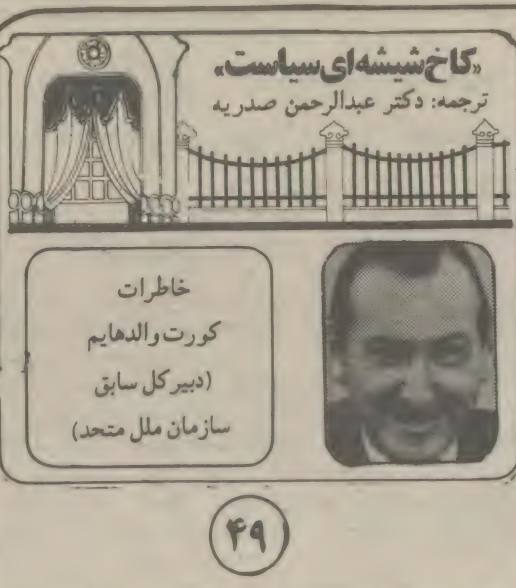 «کاخ شیشه‌ای سیاست»
ترجمه: دکتر عبدالرحمن صدریه
خاطرات
کورت والدهایم
(دبیر کل سابق
سازمان ملل متحد)
۴۹